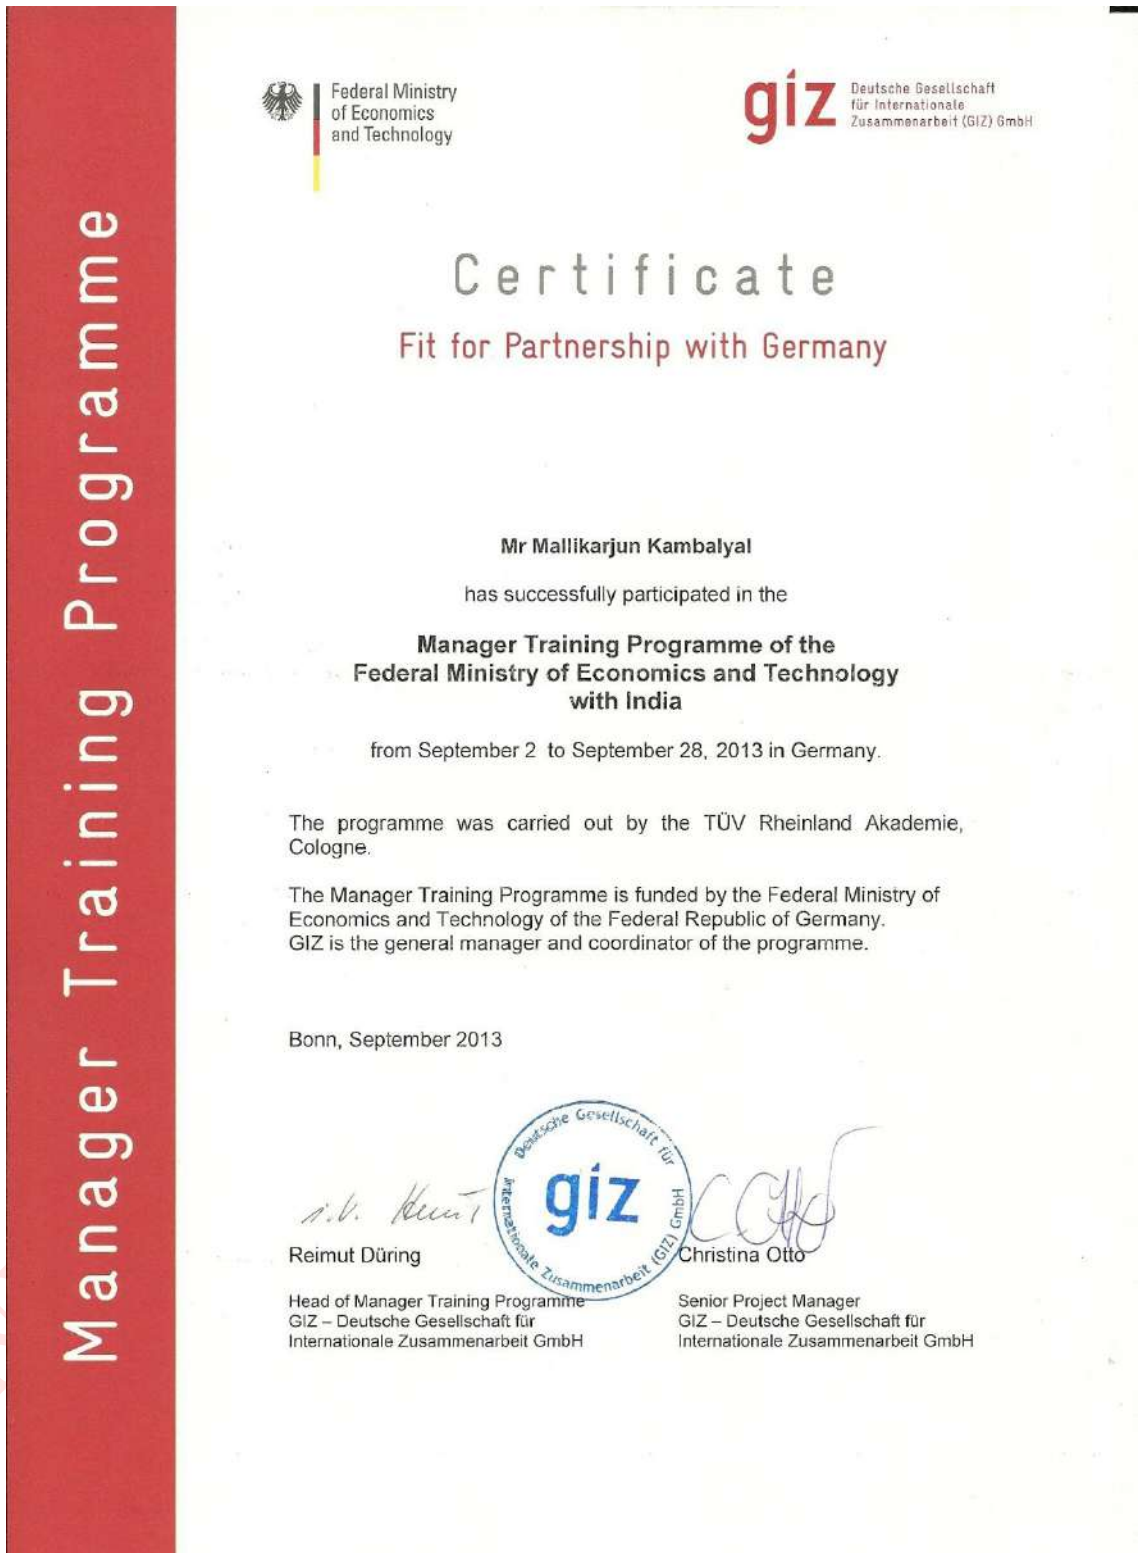 Manager Training Programme
Federal Ministry
of Economics
and Technology
giz
Deutsche Gesellschaft
für Internationale
Zusammenarbeit (GIZ) GmbH
Certificate
Fit for Partnership with Germany
Mr Mallikarjun Kambalyal
has successfully participated in the
Manager Training Programme of the
Federal Ministry of Economics and Technology
with India
from September 2 to September 28, 2013 in Germany.
The programme was carried out by the TÜV Rheinland Akademie,
Cologne.
The Manager Training Programme is funded by the Federal Ministry of
Economics and Technology of the Federal Republic of Germany.
GIZ is the general manager and coordinator of the programme.
Bonn, September 2013
Deutsche Gesellschaft für
internationale Zusammenarbeit (GIZ) GmbH
giz
i.V.
Reimut Düring
Christina Otto
Head of Manager Training Programme
GIZ – Deutsche Gesellschaft für
Internationale Zusammenarbeit GmbH
Senior Project Manager
GIZ – Deutsche Gesellschaft für
Internationale Zusammenarbeit GmbH